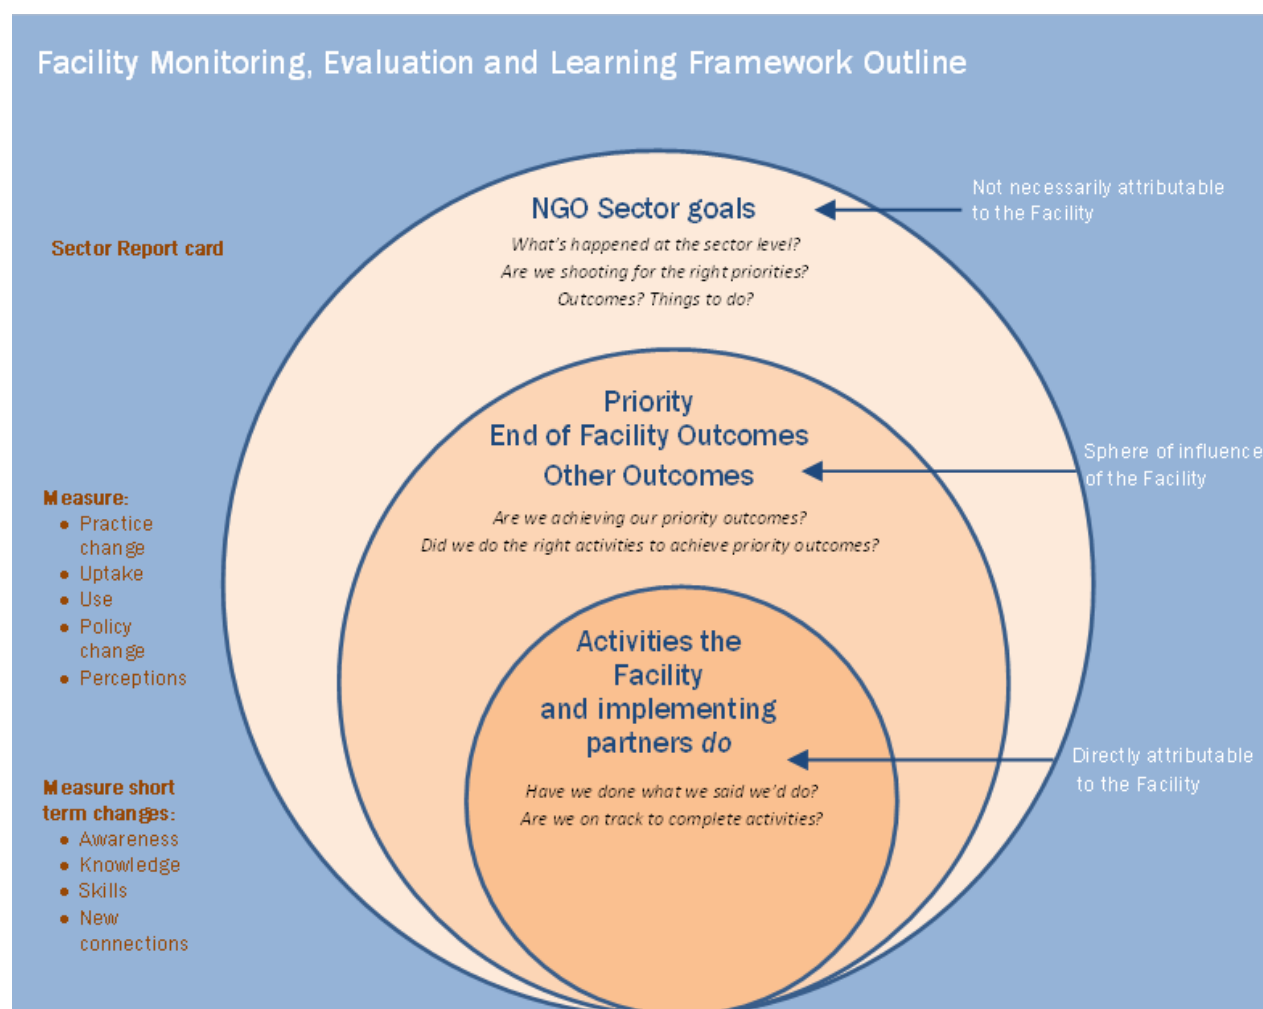 Facility Monitoring, Evaluation and Learning Framework Outline
NGO Sector goals
What's happened at the sector level?
Are we shooting for the right priorities?
Outcomes? Things to do?
Not necessarily attributable
to the Facility
Sector Report card
Priority
End of Facility Outcomes
Other Outcomes
Are we achieving our priority outcomes?
Did we do the right activities to achieve priority outcomes?
Sphere of influence
of the Facility
Measure:
● Practice
change
● Uptake
● Use
● Policy
change
● Perceptions
Activities the
Facility
and implementing
partners do
Have we done what we said we'd do?
Are we on track to complete activities?
Directly attributable
to the Facility
Measure short
term changes:
● Awareness
● Knowledge
● Skills
● New
connections